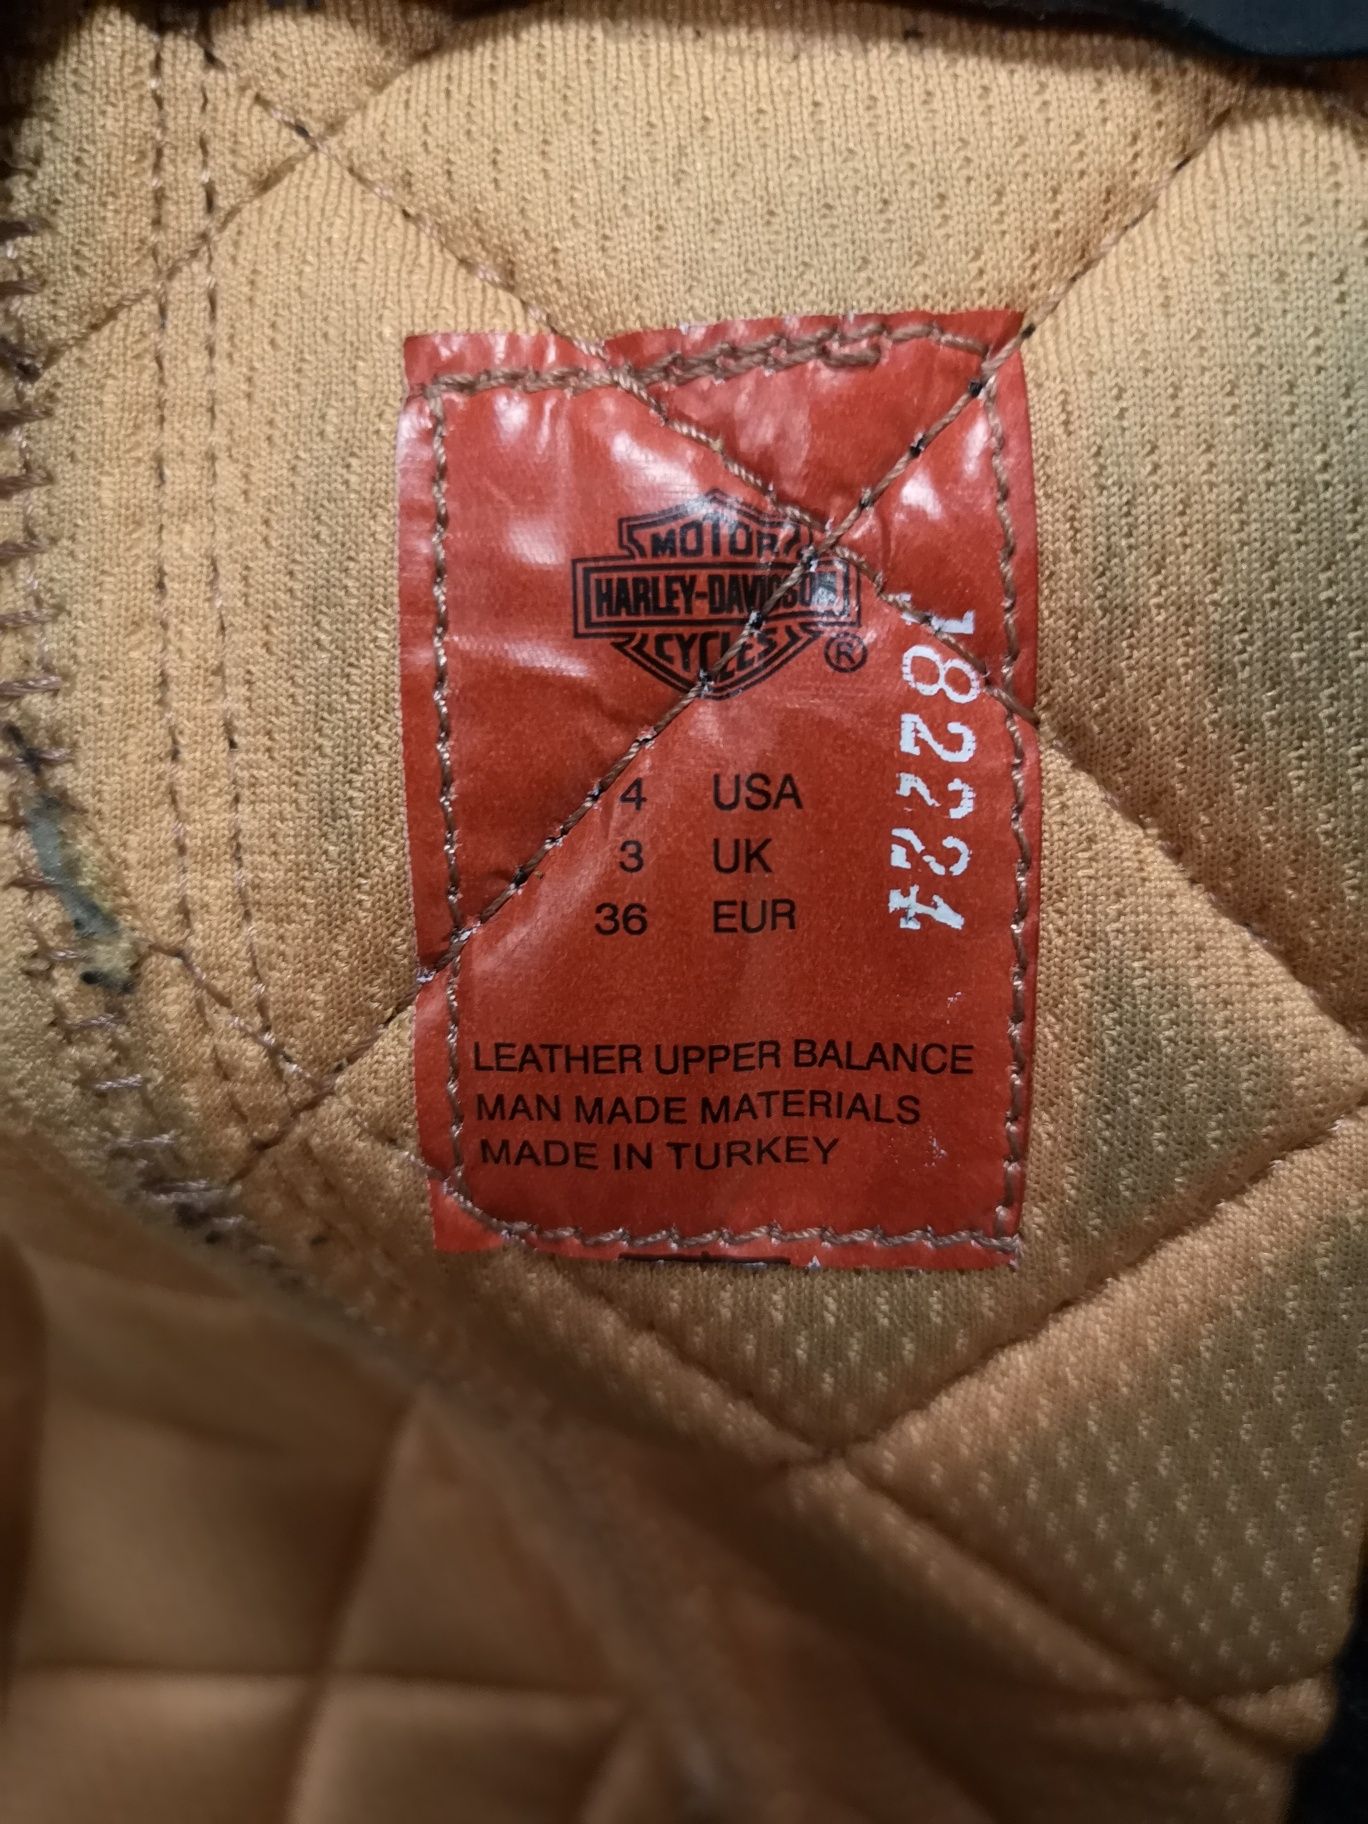 MOTOR
HARLEY-DAVIDSON
CYCLES
®
4 USA
3 UK
36 EUR
LEATHER UPPER BALANCE
MAN MADE MATERIALS
MADE IN TURKEY
182221